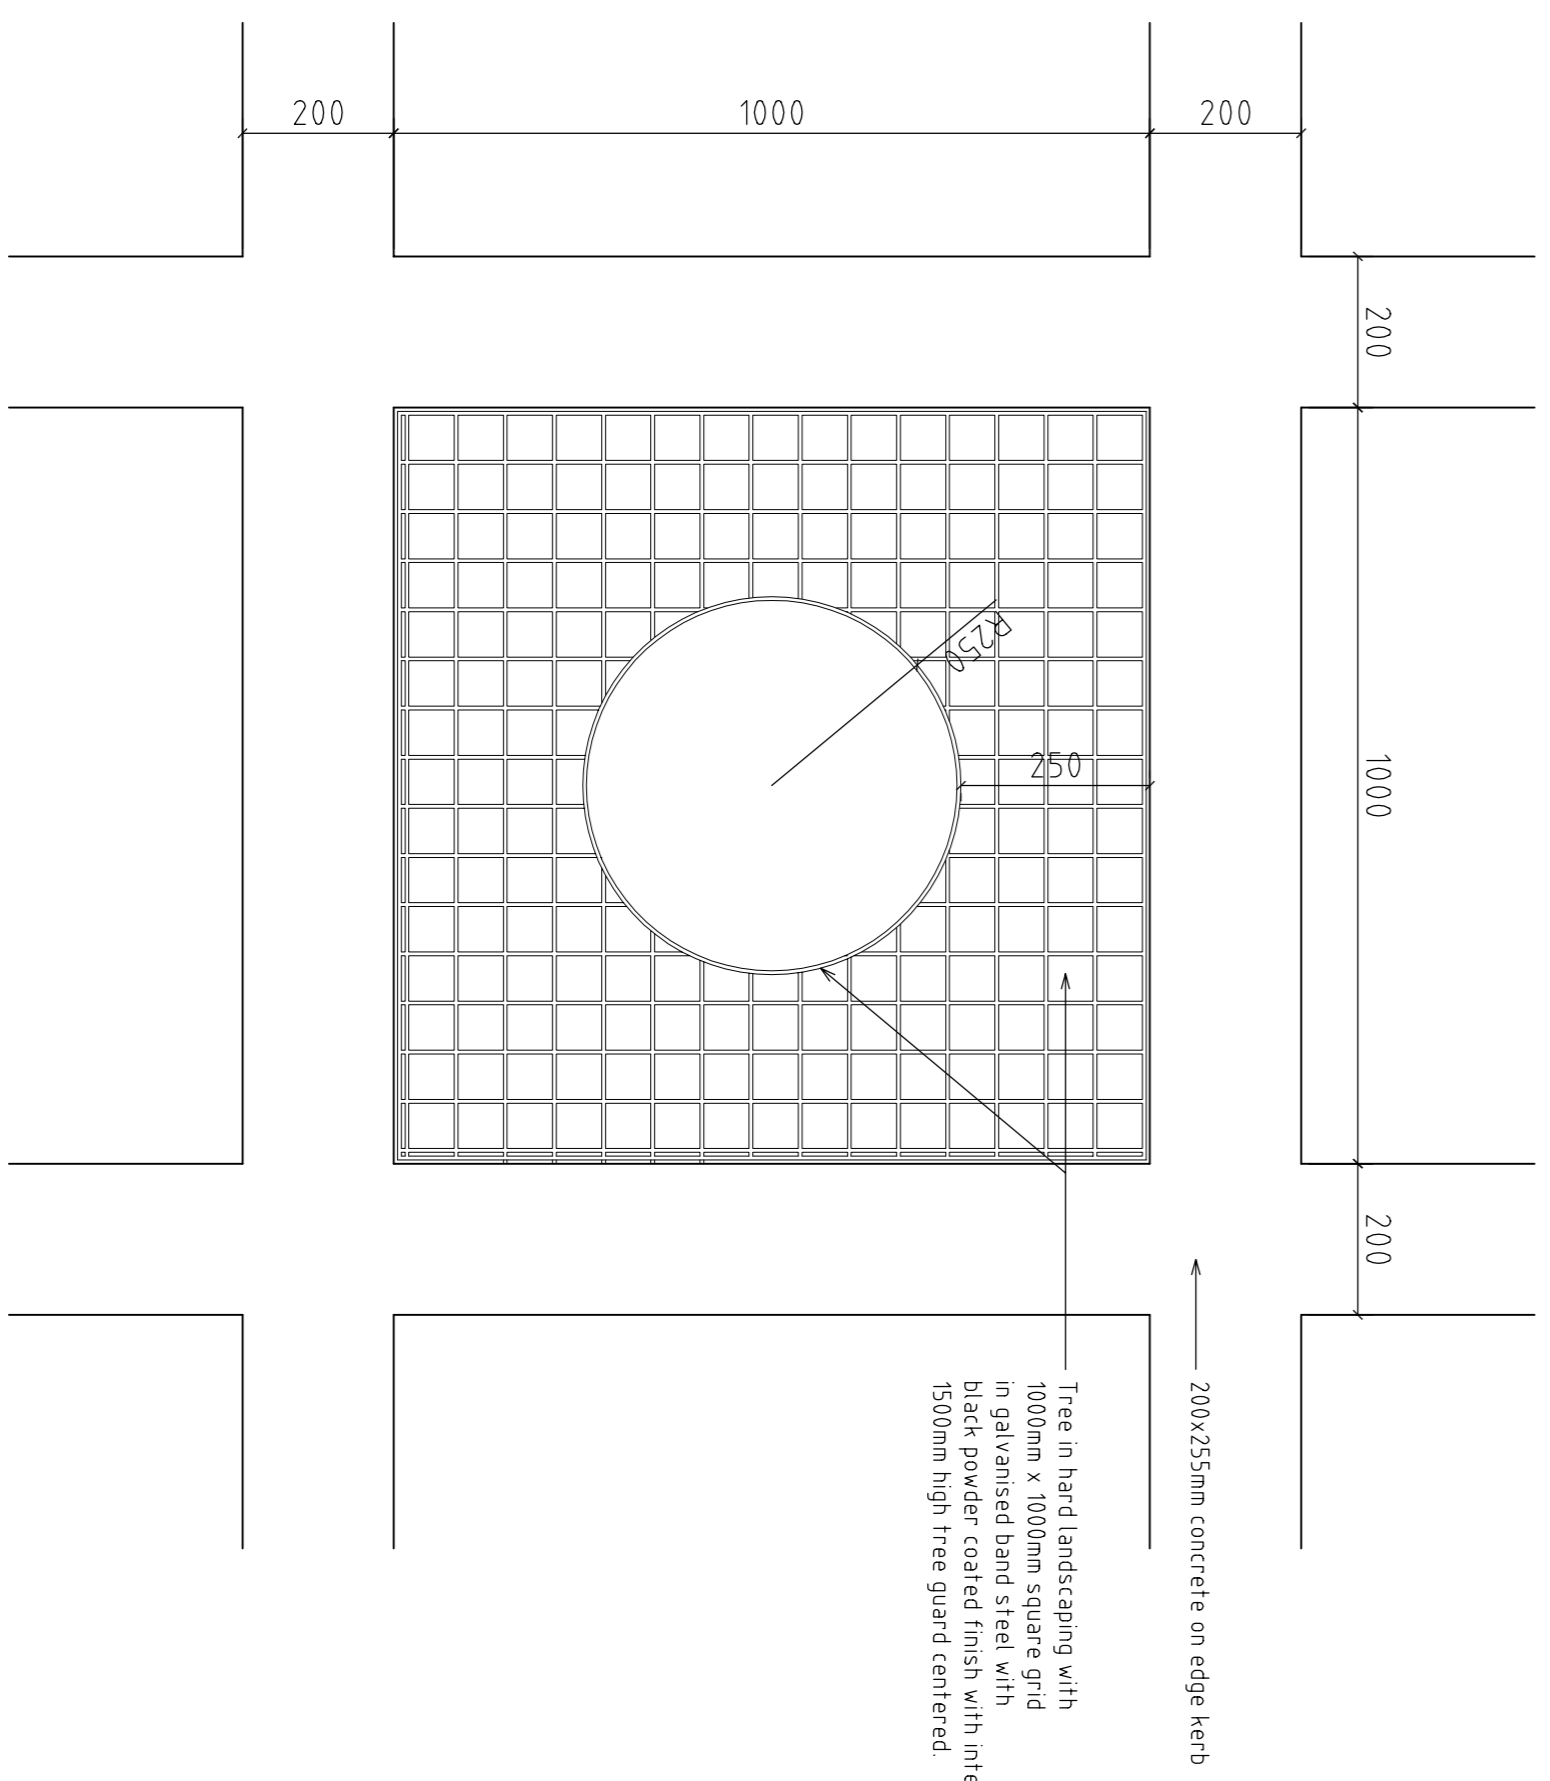 200
1000
200
200
1000
200
R250
250
200x255mm concrete on edge kerb
Tree in hard landscaping with
1000mm x 1000mm square grid
in galvanised band steel with
black powder coated finish with
1500mm high tree guard centered.